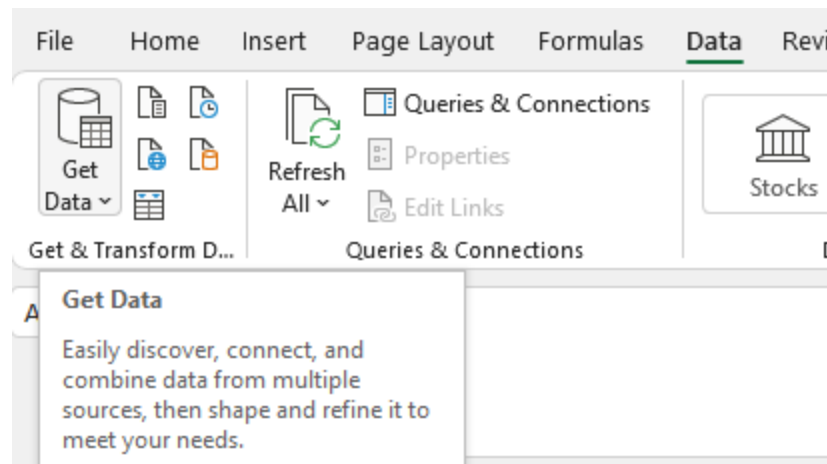 File Home Insert Page Layout Formulas Data Revi
Queries & Connections
Get Data
Refresh All
Properties
Edit Links
Stocks
Get & Transform D...
Queries & Connections
Get Data
Easily discover, connect, and
combine data from multiple
sources, then shape and refine it to
meet your needs.